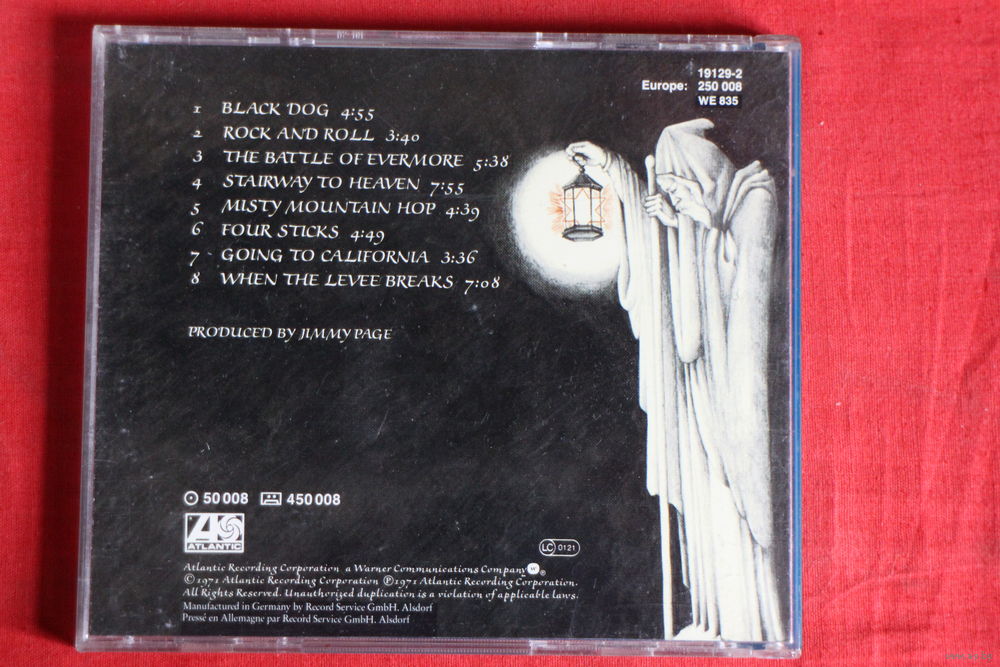 19129-2
Europe: 250 008
WE 835
1 BLACK DOG 4:55
2 ROCK AND ROLL 3:40
3 THE BATTLE OF EVERMORE 5:38
4 STAIRWAY TO HEAVEN 7:55
5 MISTY MOUNTAIN HOP 4:39
6 FOUR STICKS 4:49
7 GOING TO CALIFORNIA 3:36
8 WHEN THE LEVEE BREAKS 7:08
PRODUCED BY JIMMY PAGE
50 008 450 008
ATLANTIC
LC 0121
Atlantic Recording Corporation a Warner Communications Company W ®
© 1971 Atlantic Recording Corporation ℗ 1971 Atlantic Recording Corporation.
All Rights Reserved. Unauthorized duplication is a violation of applicable laws.
Manufactured in Germany by Record Service GmbH. Alsdorf
Pressé en Allemagne par Record Service GmbH. Alsdorf